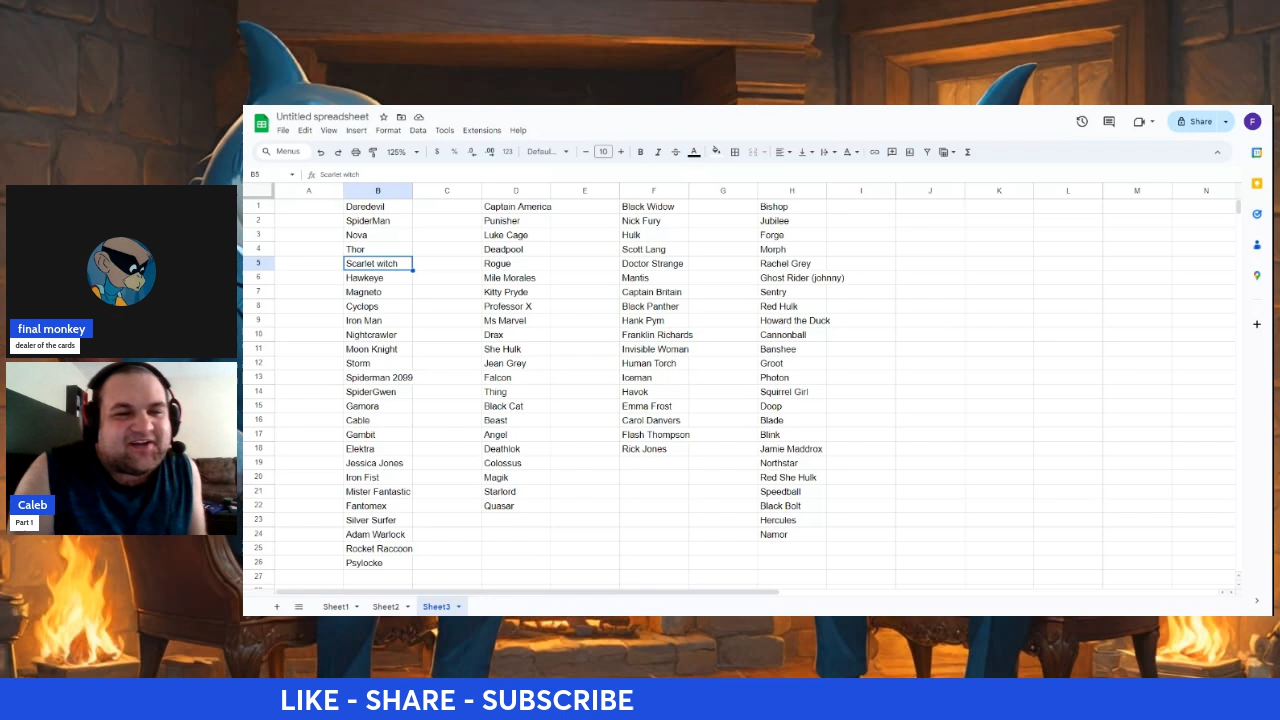 Untitled spreadsheet
File Edit View Insert Format Data Tools Extensions Help
Share
F
Menus 125% $ % .0 .00 123 Defaul... 10 B I A
B5 fx Scarlet witch
A B C D E F G H I J K L M N
1 Daredevil Captain America Black Widow Bishop
2 SpiderMan Punisher Nick Fury Jubilee
3 Nova Luke Cage Hulk Forge
4 Thor Deadpool Scott Lang Morph
5 Scarlet witch Rogue Doctor Strange Rachel Grey
6 Hawkeye Mile Morales Mantis Ghost Rider (johnny)
7 Magneto Kitty Pryde Captain Britain Sentry
8 Cyclops Professor X Black Panther Red Hulk
9 Iron Man Ms Marvel Hank Pym Howard the Duck
10 Nightcrawler Drax Franklin Richards Cannonball
11 Moon Knight She Hulk Invisible Woman Banshee
12 Storm Jean Grey Human Torch Groot
13 Spiderman 2099 Falcon Iceman Photon
14 SpiderGwen Thing Havok Squirrel Girl
15 Gamora Black Cat Emma Frost Doop
16 Cable Beast Carol Danvers Blade
17 Gambit Angel Flash Thompson Blink
18 Elektra Deathlok Rick Jones Jamie Maddrox
19 Jessica Jones Colossus Northstar
20 Iron Fist Magik Red She Hulk
21 Mister Fantastic Starlord Speedball
22 Fantomex Quasar Black Bolt
23 Silver Surfer Hercules
24 Adam Warlock Namor
25 Rocket Raccoon
26 Psylocke
27
Sheet1 Sheet2 Sheet3
final monkey
dealer of the cards
Caleb
Part 1
LIKE - SHARE - SUBSCRIBE